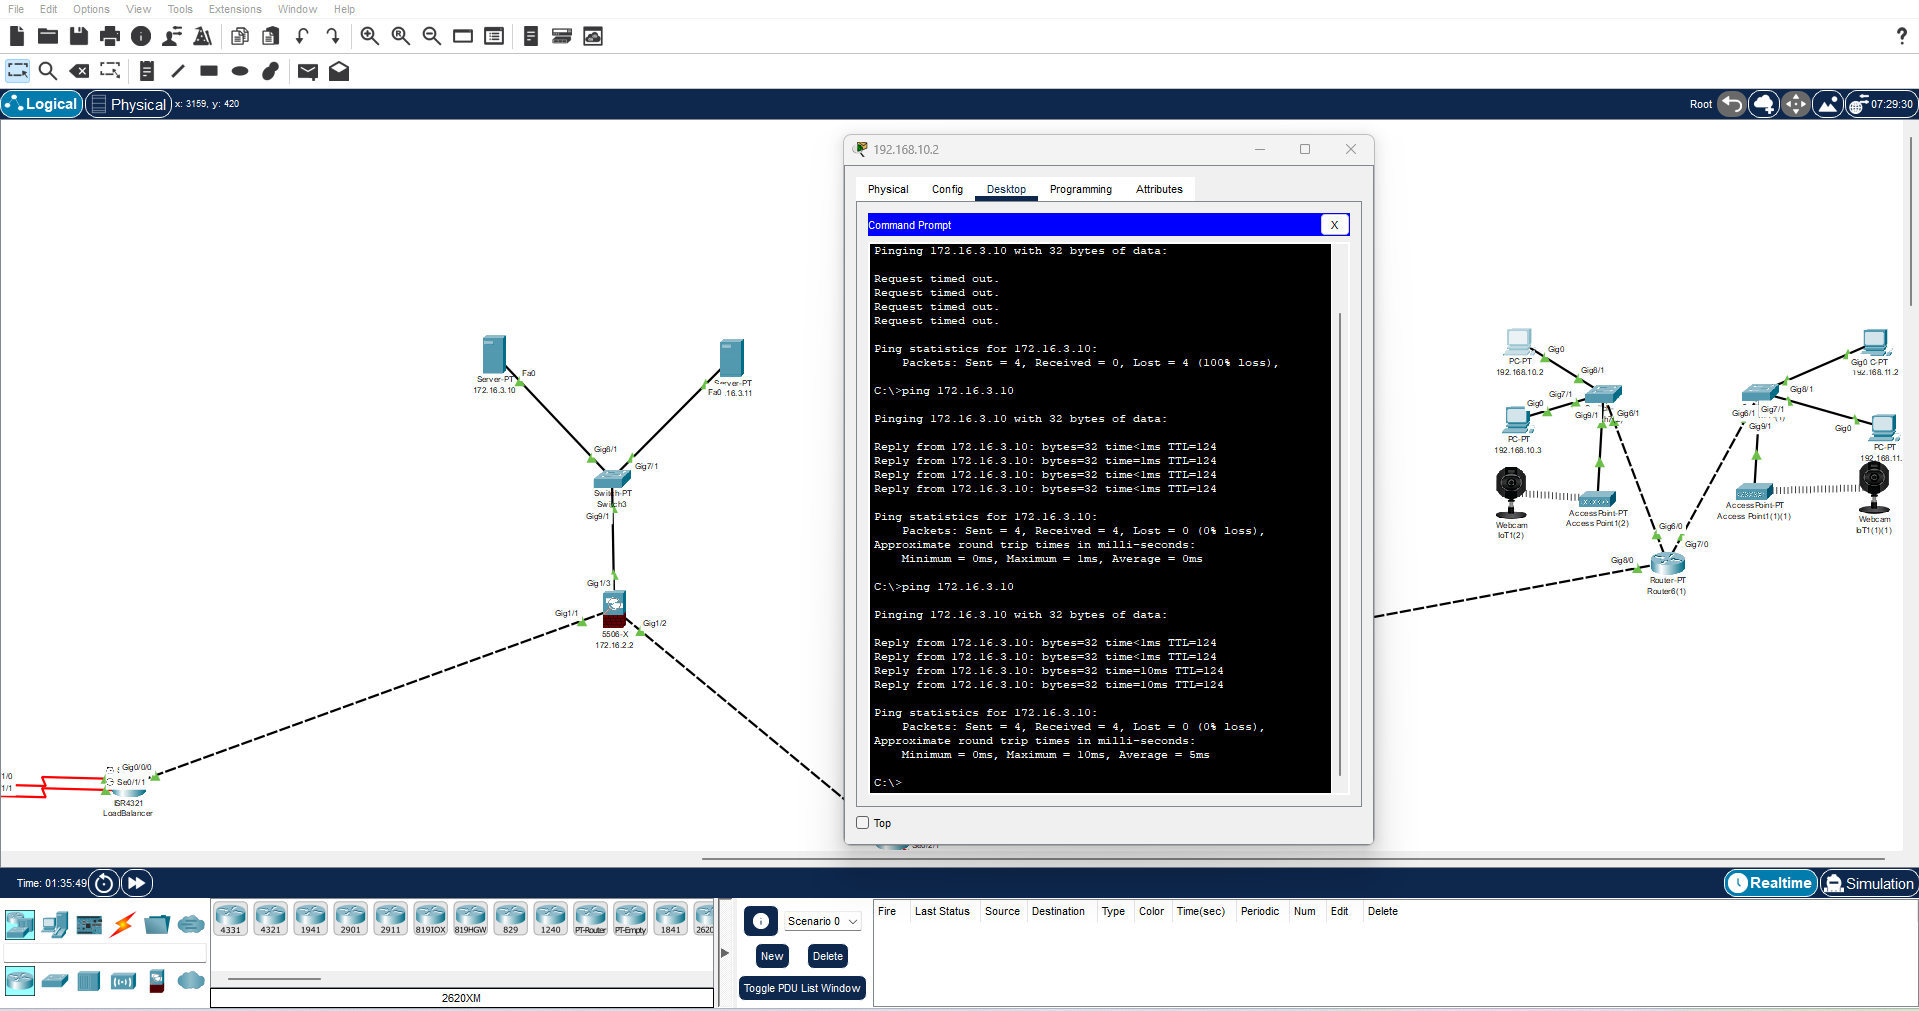 File Edit Options View Tools Extensions Window Help
Logical Physical x: 3159, y: 420
Root 07:29:30
192.168.10.2
Physical Config Desktop Programming Attributes
Command Prompt X
Pinging 172.16.3.10 with 32 bytes of data:
Request timed out.
Request timed out.
Request timed out.
Request timed out.
Ping statistics for 172.16.3.10:
Packets: Sent = 4, Received = 0, Lost = 4 (100% loss),
C:\>ping 172.16.3.10
Pinging 172.16.3.10 with 32 bytes of data:
Reply from 172.16.3.10: bytes=32 time<1ms TTL=124
Reply from 172.16.3.10: bytes=32 time=1ms TTL=124
Reply from 172.16.3.10: bytes=32 time<1ms TTL=124
Reply from 172.16.3.10: bytes=32 time<1ms TTL=124
Ping statistics for 172.16.3.10:
Packets: Sent = 4, Received = 4, Lost = 0 (0% loss),
Approximate round trip times in milli-seconds:
Minimum = 0ms, Maximum = 1ms, Average = 0ms
C:\>ping 172.16.3.10
Pinging 172.16.3.10 with 32 bytes of data:
Reply from 172.16.3.10: bytes=32 time<1ms TTL=124
Reply from 172.16.3.10: bytes=32 time<1ms TTL=124
Reply from 172.16.3.10: bytes=32 time=10ms TTL=124
Reply from 172.16.3.10: bytes=32 time=10ms TTL=124
Ping statistics for 172.16.3.10:
Packets: Sent = 4, Received = 4, Lost = 0 (0% loss),
Approximate round trip times in milli-seconds:
Minimum = 0ms, Maximum = 10ms, Average = 5ms
C:\>
Top
Server-PT
172.16.3.10
Fa0
Server-PT
Fa0 .16.3.11
Gig8/1
Gig7/1
Switch-PT
Switch3
Gig9/1
Gig1/3
Gig1/1
Gig1/2
5506-X
172.16.2.2
1/0
1/1
Gig0/0/0
Se0/1/1
ISR4321
LoadBalancer
Gig0
PC-PT
192.168.10.2
Gig8/1
Gig7/1
Gig0
Gig9/1
Gig6/1
PC-PT
192.168.10.3
Webcam
IoT1(2)
AccessPoint-PT
Access Point1(2)
Gig0 C-PT
192.168.11.2
Gig8/1
Gig6/1
Gig7/1
Gig9/1
Gig0
PC-PT
192.168.11.
AccessPoint-PT
Access Point1(1)(1)
Webcam
IoT1(1)(1)
Gig6/0
Gig7/0
Gig8/0
Router-PT
Router6(1)
Time: 01:35:49
Realtime Simulation
4331 4321 1941 2901 2911 819IOX 819HGW 829 1240 PT-Router PT-Empty 1841 2620
2620XM
Scenario 0
New Delete
Toggle PDU List Window
Fire Last Status Source Destination Type Color Time(sec) Periodic Num Edit Delete